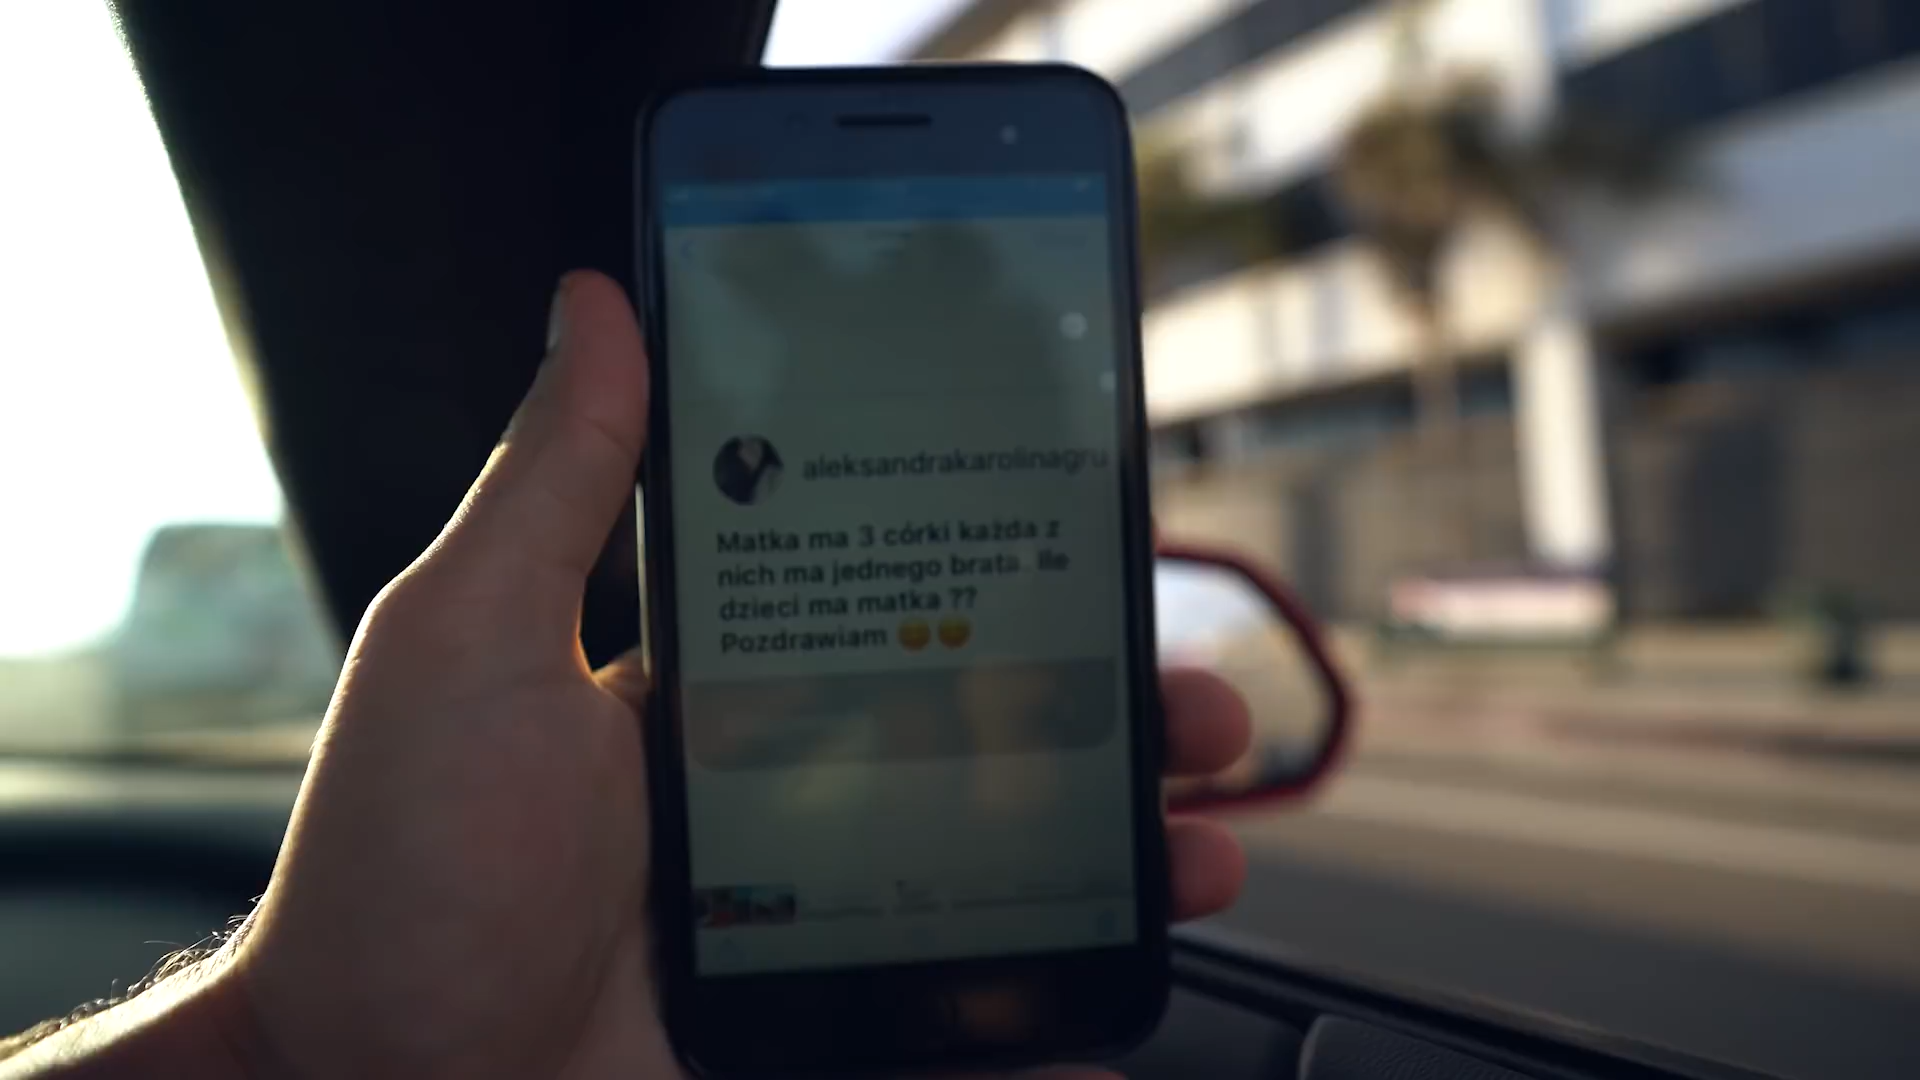 aleksandrakarolinagru
Matka ma 3 córki każda z
nich ma jednego brata. Ile
dzieci ma matka ??
Pozdrawiam 😊😊